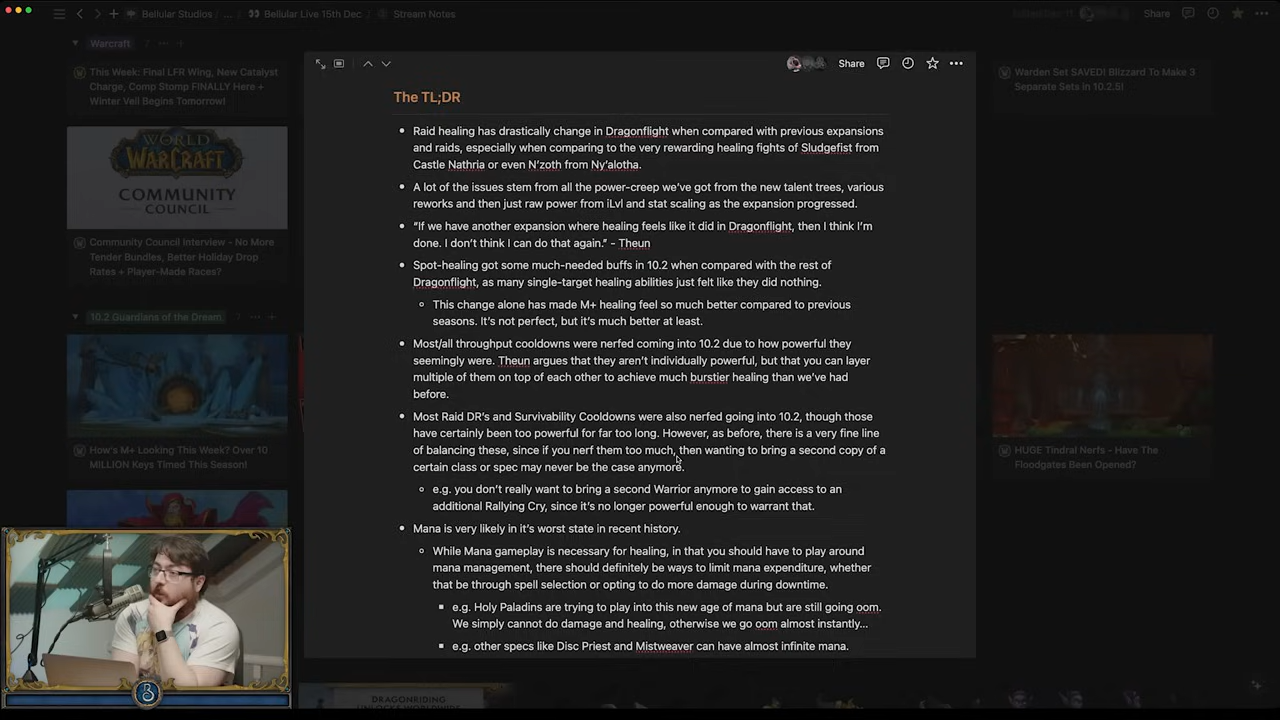 Bellular Studios / ...
Bellular Live 15th Dec
Stream Notes
Share
Warcraft 7
This Week: Final LFR Wing, New Catalyst
Charge, Comp Stomp FINALLY Here +
Winter Veil Begins Tomorrow!
Warden Set SAVED! Blizzard To Make 3
Separate Sets in 10.2.5!
WORLD
WARCRAFT
COMMUNITY
COUNCIL
Community Council Interview - No More
Tender Bundles, Better Holiday Drop
Rates + Player-Made Races?
10.2 Guardians of the Dream 7
How's M+ Looking This Week? Over 10
MILLION Keys Timed This Season!
HUGE Tindral Nerfs - Have The
Floodgates Been Opened?
Share
The TL;DR
Raid healing has drastically change in Dragonflight when compared with previous expansions
and raids, especially when comparing to the very rewarding healing fights of Sludgefist from
Castle Nathria or even N'zoth from Ny'alotha.
A lot of the issues stem from all the power-creep we've got from the new talent trees, various
reworks and then just raw power from iLvl and stat scaling as the expansion progressed.
"If we have another expansion where healing feels like it did in Dragonflight, then I think I'm
done. I don't think I can do that again." - Theun
Spot-healing got some much-needed buffs in 10.2 when compared with the rest of
Dragonflight, as many single-target healing abilities just felt like they did nothing.
This change alone has made M+ healing feel so much better compared to previous
seasons. It's not perfect, but it's much better at least.
Most/all throughput cooldowns were nerfed coming into 10.2 due to how powerful they
seemingly were. Theun argues that they aren't individually powerful, but that you can layer
multiple of them on top of each other to achieve much burstier healing than we've had
before.
Most Raid DR's and Survivability Cooldowns were also nerfed going into 10.2, though those
have certainly been too powerful for far too long. However, as before, there is a very fine line
of balancing these, since if you nerf them too much, then wanting to bring a second copy of a
certain class or spec may never be the case anymore.
e.g. you don't really want to bring a second Warrior anymore to gain access to an
additional Rallying Cry, since it's no longer powerful enough to warrant that.
Mana is very likely in it's worst state in recent history.
While Mana gameplay is necessary for healing, in that you should have to play around
mana management, there should definitely be ways to limit mana expenditure, whether
that be through spell selection or opting to do more damage during downtime.
e.g. Holy Paladins are trying to play into this new age of mana but are still going oom.
We simply cannot do damage and healing, otherwise we go oom almost instantly...
e.g. other specs like Disc Priest and Mistweaver can have almost infinite mana.
DRAGONRIDING